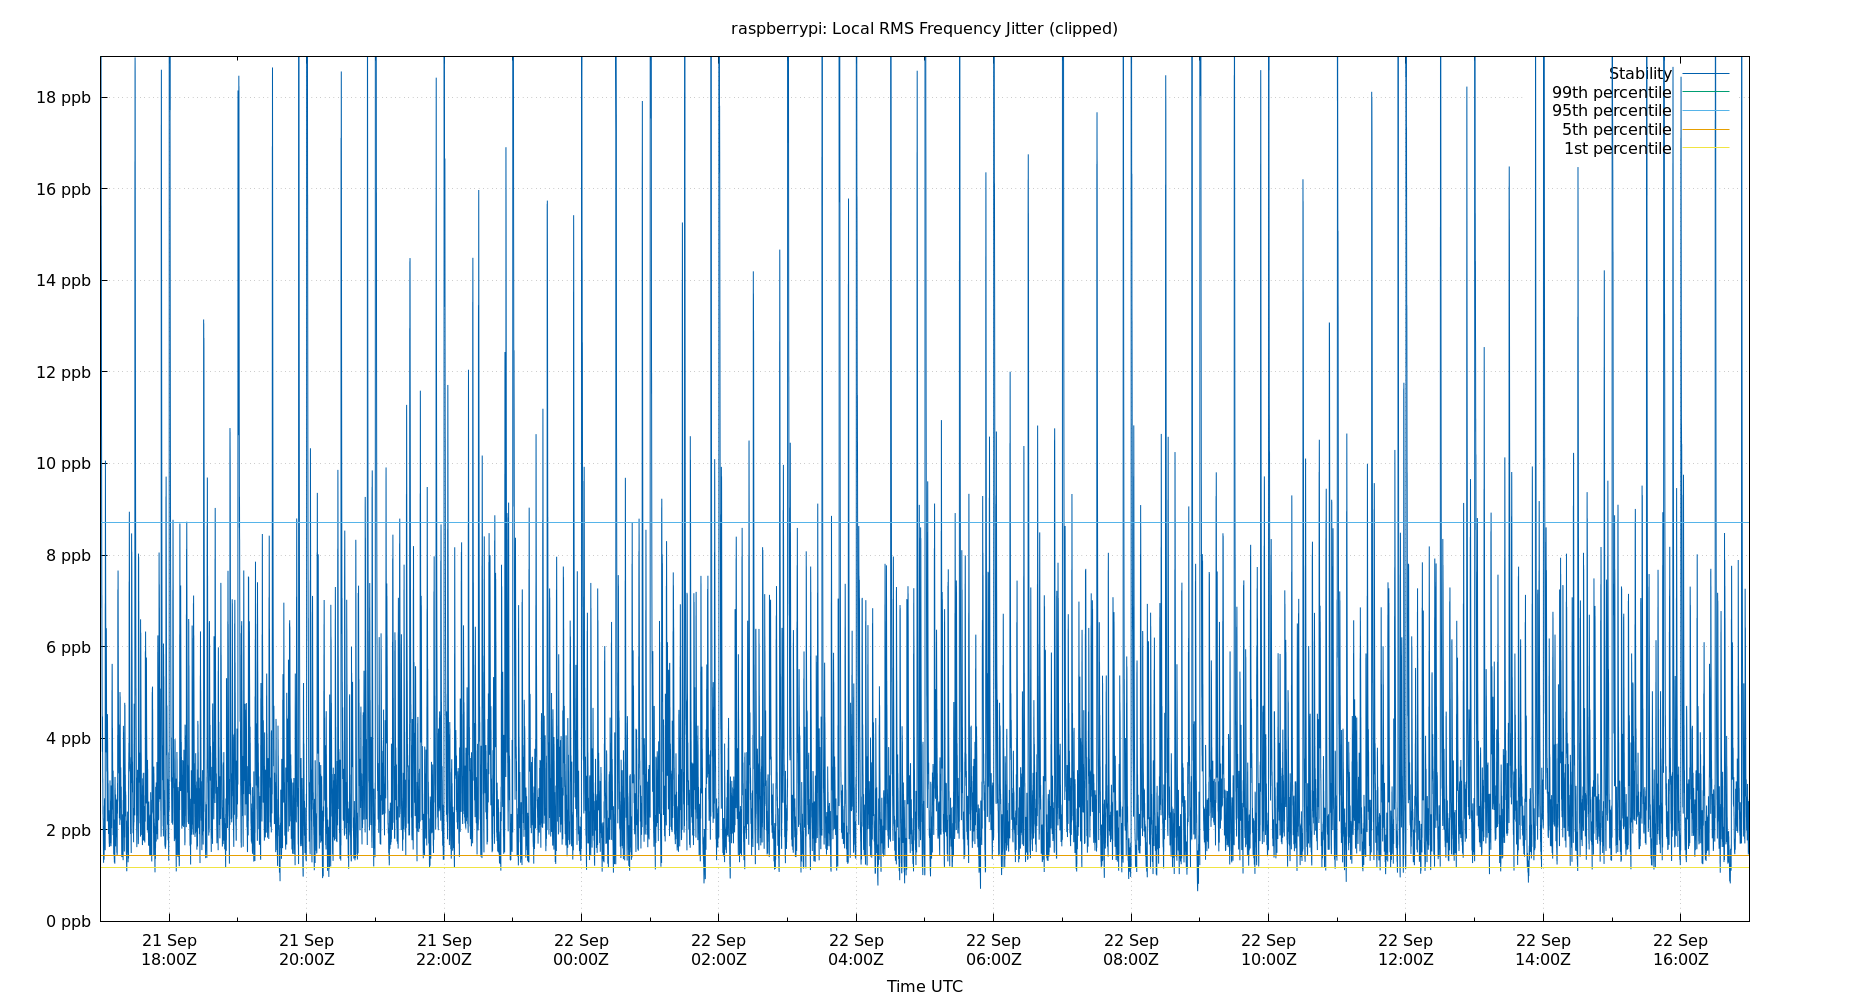 raspberrypi: Local RMS Frequency Jitter (clipped)
Stability
99th percentile
95th percentile
5th percentile
1st percentile
18 ppb
16 ppb
14 ppb
12 ppb
10 ppb
8 ppb
6 ppb
4 ppb
2 ppb
0 ppb
21 Sep 21 Sep 21 Sep 22 Sep 22 Sep 22 Sep 22 Sep 22 Sep 22 Sep 22 Sep 22 Sep 22 Sep
18:00Z 20:00Z 22:00Z 00:00Z 02:00Z 04:00Z 06:00Z 08:00Z 10:00Z 12:00Z 14:00Z 16:00Z
Time UTC